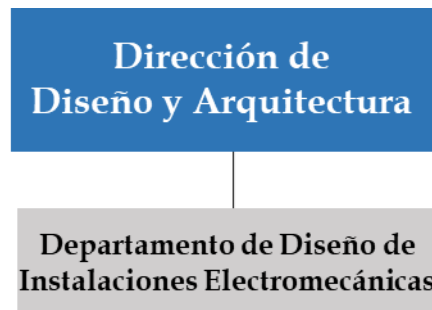 Dirección de
Diseño y Arquitectura
Departamento de Diseño de
Instalaciones Electromecánicas